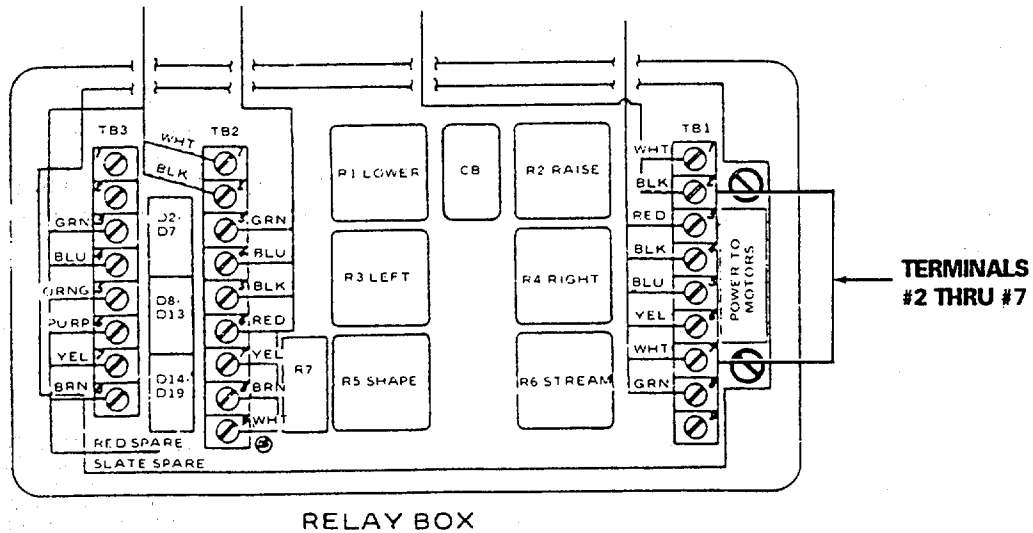 TB3
TB2
TB1
WHT
BLK
GRN
BLU
ORNG
PURP
YEL
BRN
RED SPARE
SLATE SPARE
D2-
D7
D8-
D13
D14-
D19
GRN
BLU
BLK
RED
YEL
BRN
WHT
R7
R1 LOWER
CB
R2 RAISE
R3 LEFT
R4 RIGHT
R5 SHAPE
R6 STREAM
WHT
BLK
RED
BLK
BLU
YEL
WHT
GRN
POWER TO
MOTORS
TERMINALS
#2 THRU #7
RELAY BOX